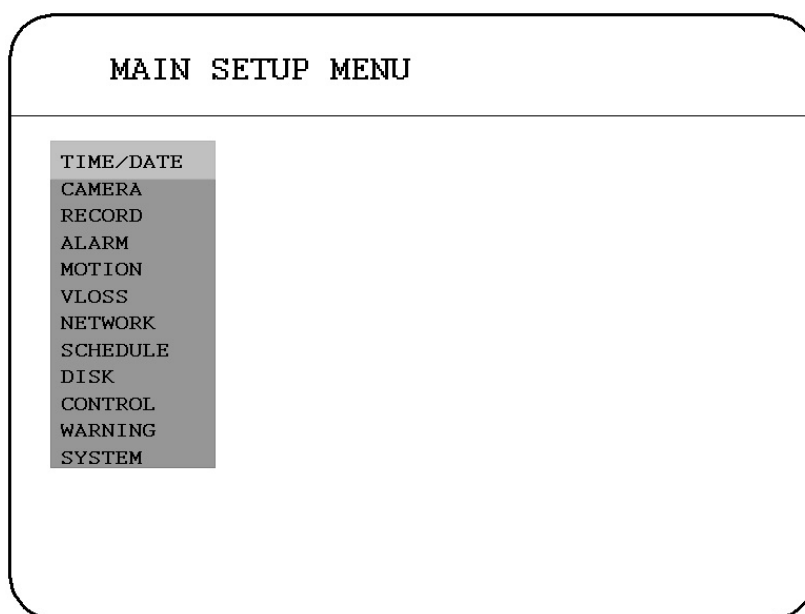 MAIN SETUP MENU
TIME/DATE
CAMERA
RECORD
ALARM
MOTION
VLOSS
NETWORK
SCHEDULE
DISK
CONTROL
WARNING
SYSTEM